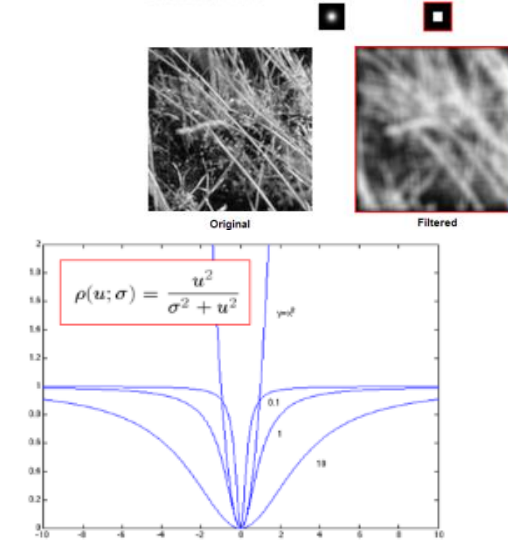 Original
Filtered
2
1.8
ρ(u;σ) = u² / (σ² + u²)
1.6
y=x²
1.4
1.2
1
0.1
0.8
1
0.6
10
0.4
0.2
0
-10 -8 -6 -4 -2 0 2 4 6 8 10